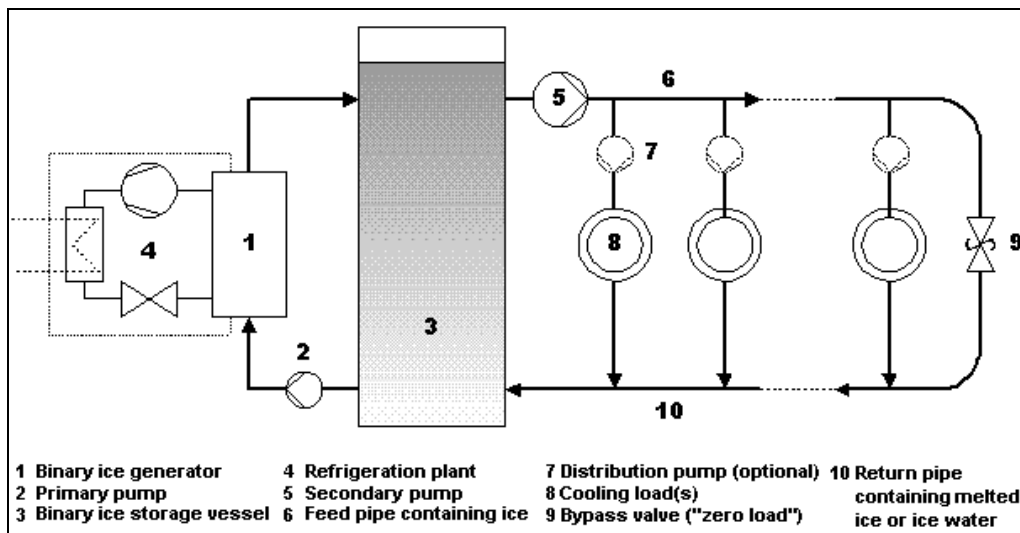 6
5
7
4
1
8
9
3
2
10
1 Binary ice generator
2 Primary pump
3 Binary ice storage vessel
4 Refrigeration plant
5 Secondary pump
6 Feed pipe containing ice
7 Distribution pump (optional)
8 Cooling load(s)
9 Bypass valve ("zero load")
10 Return pipe
containing melted
ice or ice water